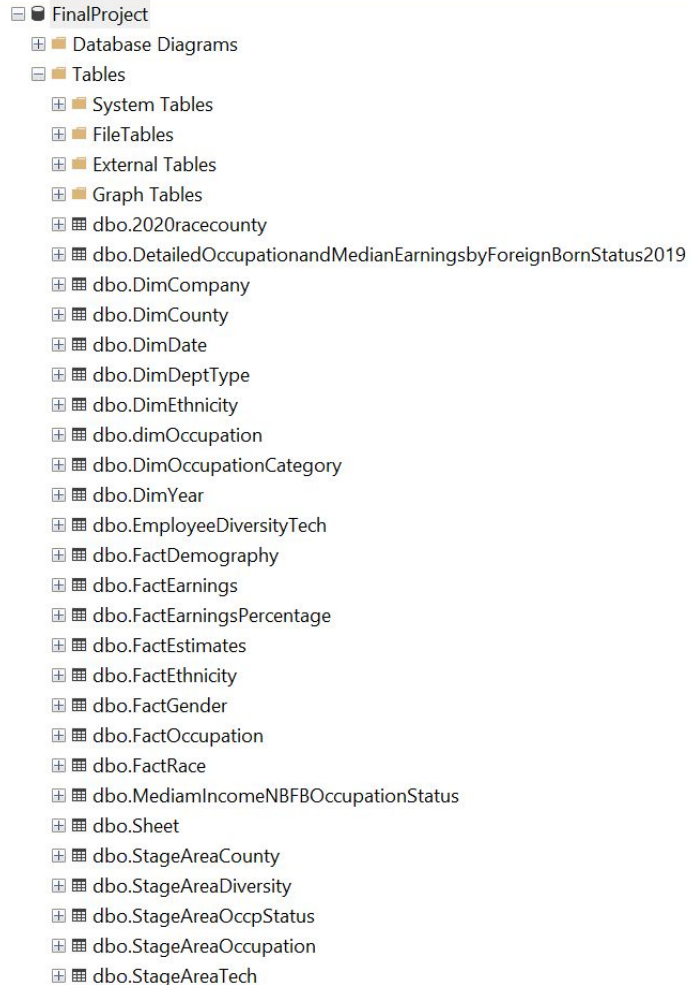 FinalProject
Database Diagrams
Tables
System Tables
FileTables
External Tables
Graph Tables
dbo.2020racecounty
dbo.DetailedOccupationandMedianEarningsbyForeignBornStatus2019
dbo.DimCompany
dbo.DimCounty
dbo.DimDate
dbo.DimDeptType
dbo.DimEthnicity
dbo.dimOccupation
dbo.DimOccupationCategory
dbo.DimYear
dbo.EmployeeDiversityTech
dbo.FactDemography
dbo.FactEarnings
dbo.FactEarningsPercentage
dbo.FactEstimates
dbo.FactEthnicity
dbo.FactGender
dbo.FactOccupation
dbo.FactRace
dbo.MediamIncomeNBFBOccupationStatus
dbo.Sheet
dbo.StageAreaCounty
dbo.StageAreaDiversity
dbo.StageAreaOccpStatus
dbo.StageAreaOccupation
dbo.StageAreaTech